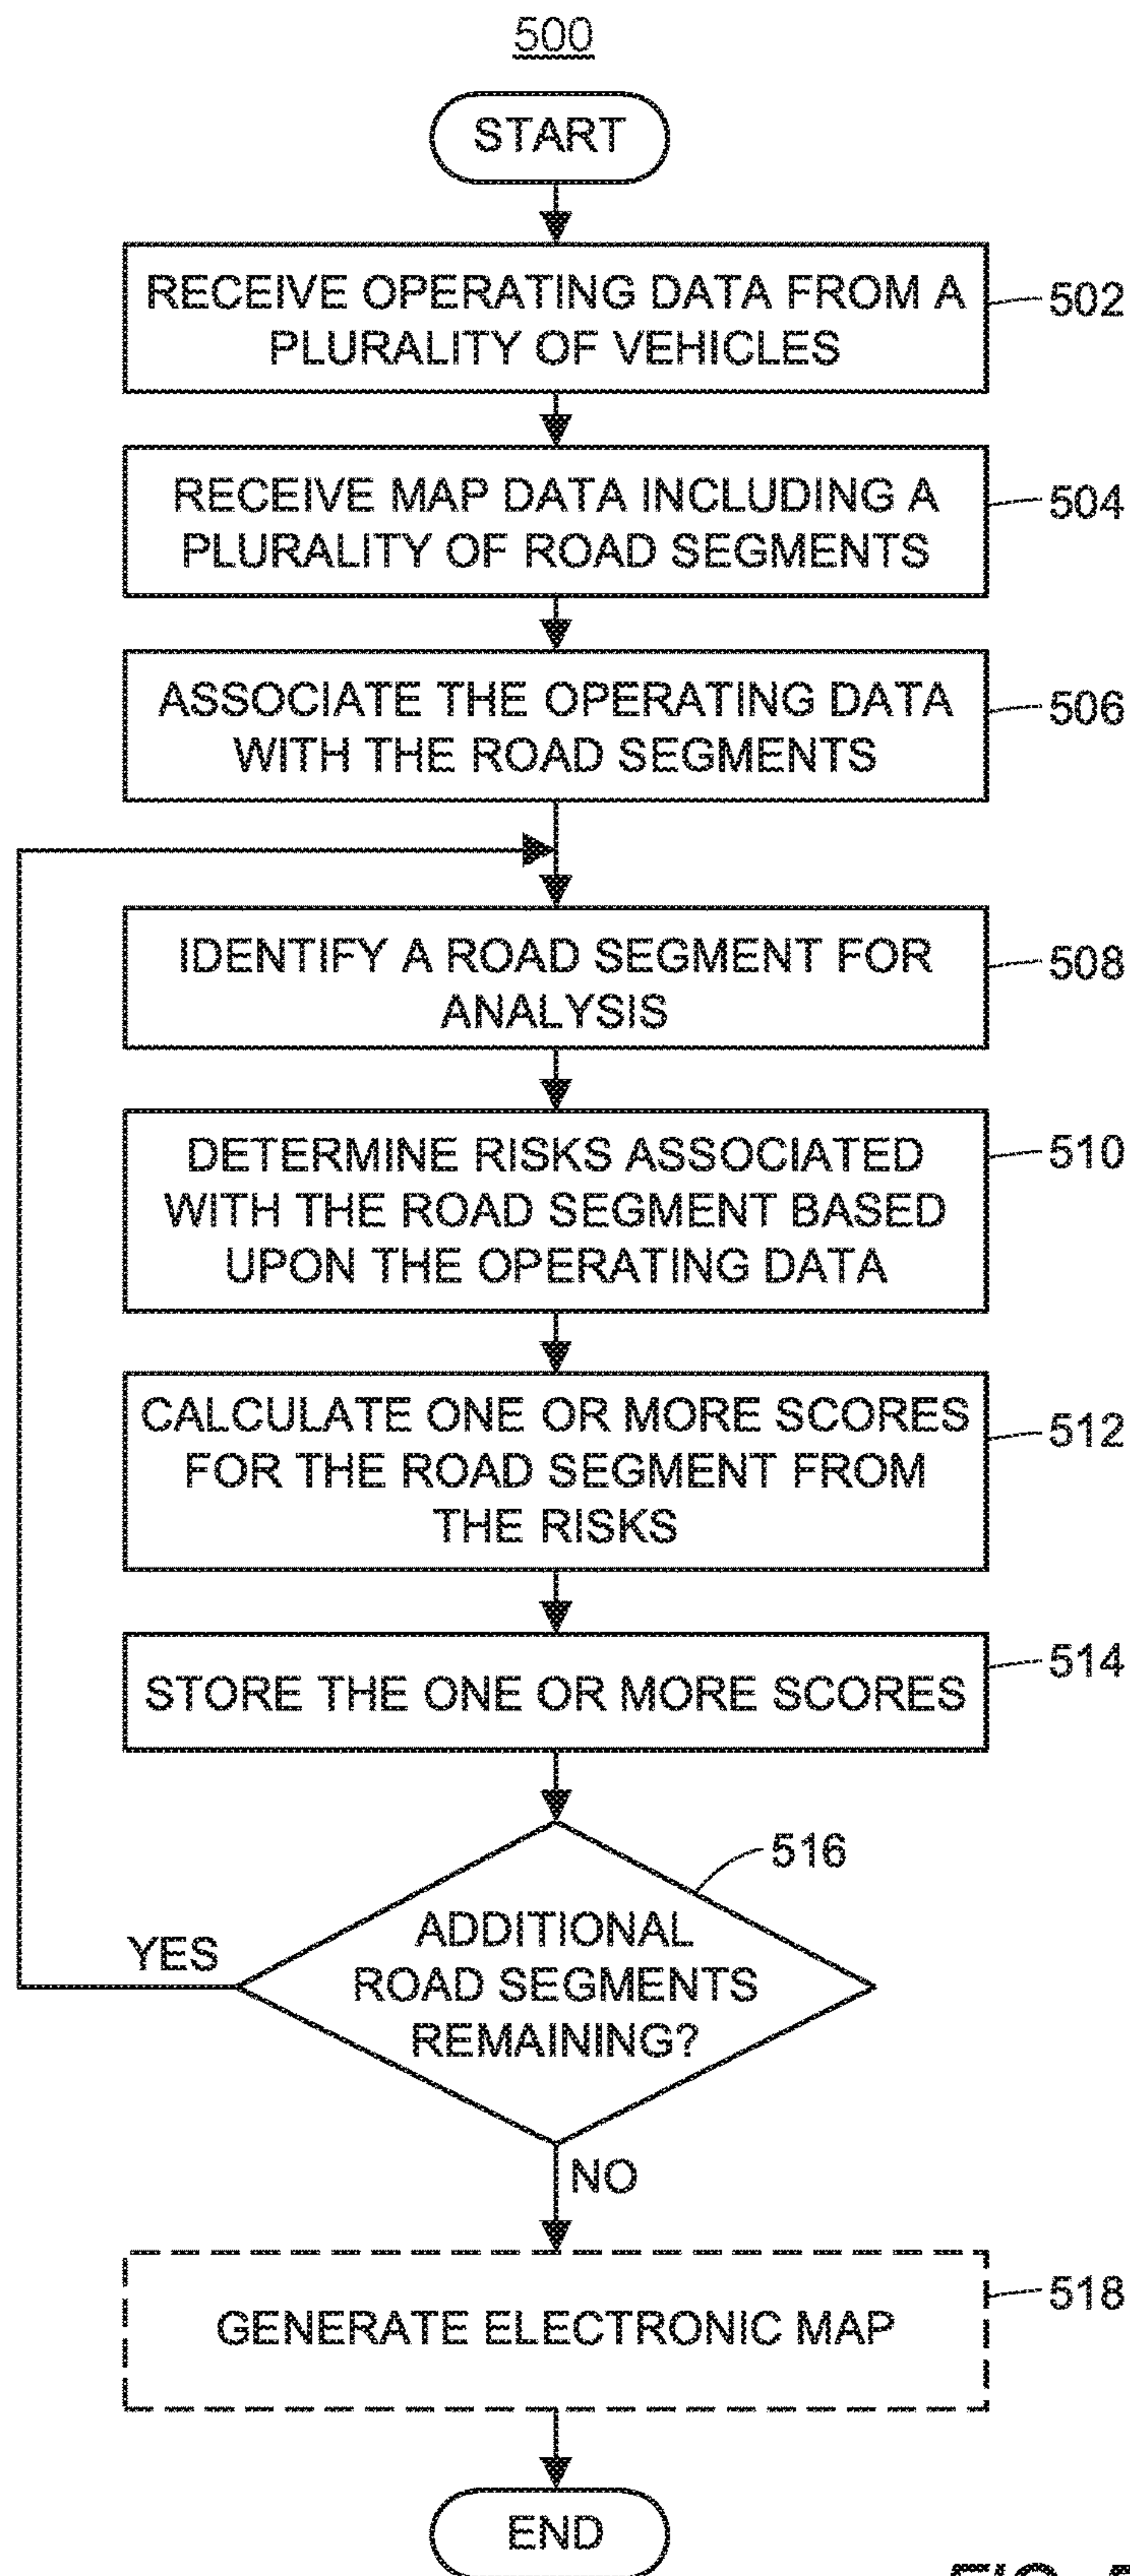 500
START
RECEIVE OPERATING DATA FROM A
PLURALITY OF VEHICLES
502
RECEIVE MAP DATA INCLUDING A
PLURALITY OF ROAD SEGMENTS
504
ASSOCIATE THE OPERATING DATA
WITH THE ROAD SEGMENTS
506
IDENTIFY A ROAD SEGMENT FOR
ANALYSIS
508
DETERMINE RISKS ASSOCIATED
WITH THE ROAD SEGMENT BASED
UPON THE OPERATING DATA
510
CALCULATE ONE OR MORE SCORES
FOR THE ROAD SEGMENT FROM
THE RISKS
512
STORE THE ONE OR MORE SCORES
514
516
ADDITIONAL
ROAD SEGMENTS
REMAINING?
YES
NO
GENERATE ELECTRONIC MAP
518
END